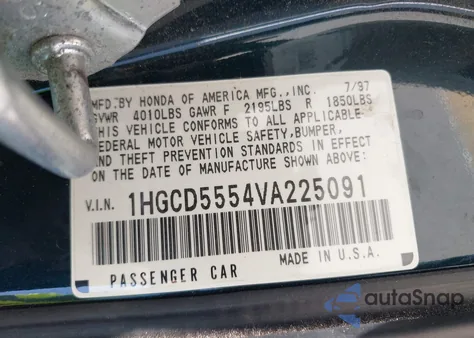 MFD.BY HONDA OF AMERICA MFG.,INC. 7/97
GVWR 4010LBS GAWR F 2195LBS R 1850LBS
THIS VEHICLE CONFORMS TO ALL APPLICABLE
FEDERAL MOTOR VEHICLE SAFETY,BUMPER,
AND THEFT PREVENTION STANDARDS IN EFFECT
ON THE DATE OF MANUFACTURE SHOWN ABOVE.
V.I.N. 1HGCD5554VA225091
PASSENGER CAR MADE IN U.S.A.
autoSnap